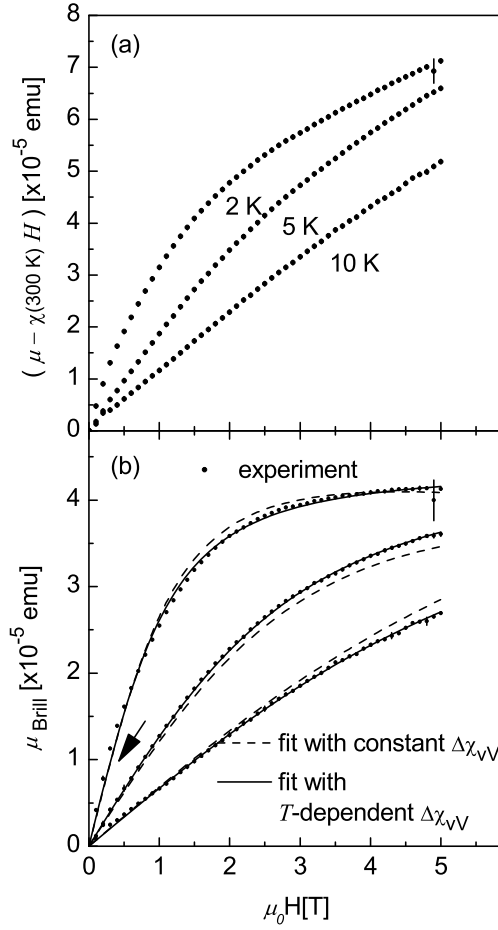 (a)
8
7
6
5
4
3
2
1
0
( μ − χ(300 K) H ) [x10⁻⁵ emu]
2 K
5 K
10 K
(b)
experiment
4
3
2
1
0
μ_Brill [x10⁻⁵ emu]
fit with constant Δχ_vV
fit with
T-dependent Δχ_vV
0 1 2 3 4 5
μ₀H[T]